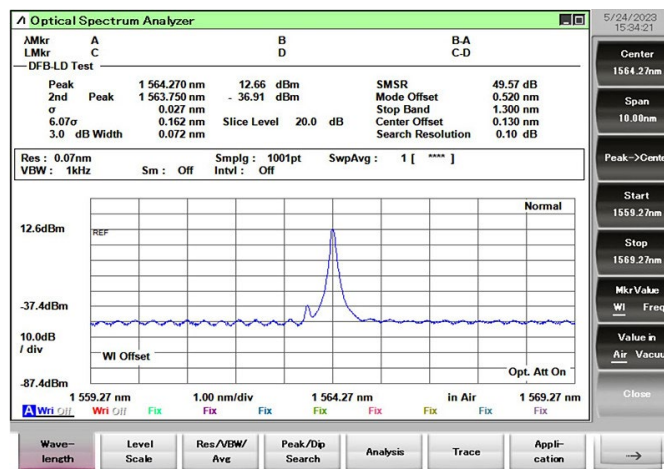 Optical Spectrum Analyzer
5/24/2023
15:34:21
λMkr A B B-A
LMkr C D C-D
DFB-LD Test
Peak 1 564.270 nm 12.66 dBm SMSR 49.57 dB
2nd Peak 1 563.750 nm - 36.91 dBm Mode Offset 0.520 nm
σ 0.027 nm Stop Band 1.300 nm
6.07σ 0.162 nm Slice Level 20.0 dB Center Offset 0.130 nm
3.0 dB Width 0.072 nm Search Resolution 0.10 dB
Res : 0.07nm Smplg : 1001pt SwpAvg : 1 [ **** ]
VBW : 1kHz Sm : Off Intvl : Off
Normal
12.6dBm
REF
-37.4dBm
10.0dB
/ div
Wl Offset
Opt. Att On
-87.4dBm
1 559.27 nm 1.00 nm/div 1 564.27 nm in Air 1 569.27 nm
A Wri Off Wri Off Fix Fix Fix Fix Fix Fix Fix Fix
Center
1564.27nm
Span
10.00nm
Peak->Cente
Start
1559.27nm
Stop
1569.27nm
Mkr Value
Wl Freq
Value in
Air Vacuu
Close
Wave-
length
Level
Scale
Res/VBW/
Avg
Peak/Dip
Search
Analysis
Trace
Appli-
cation
→